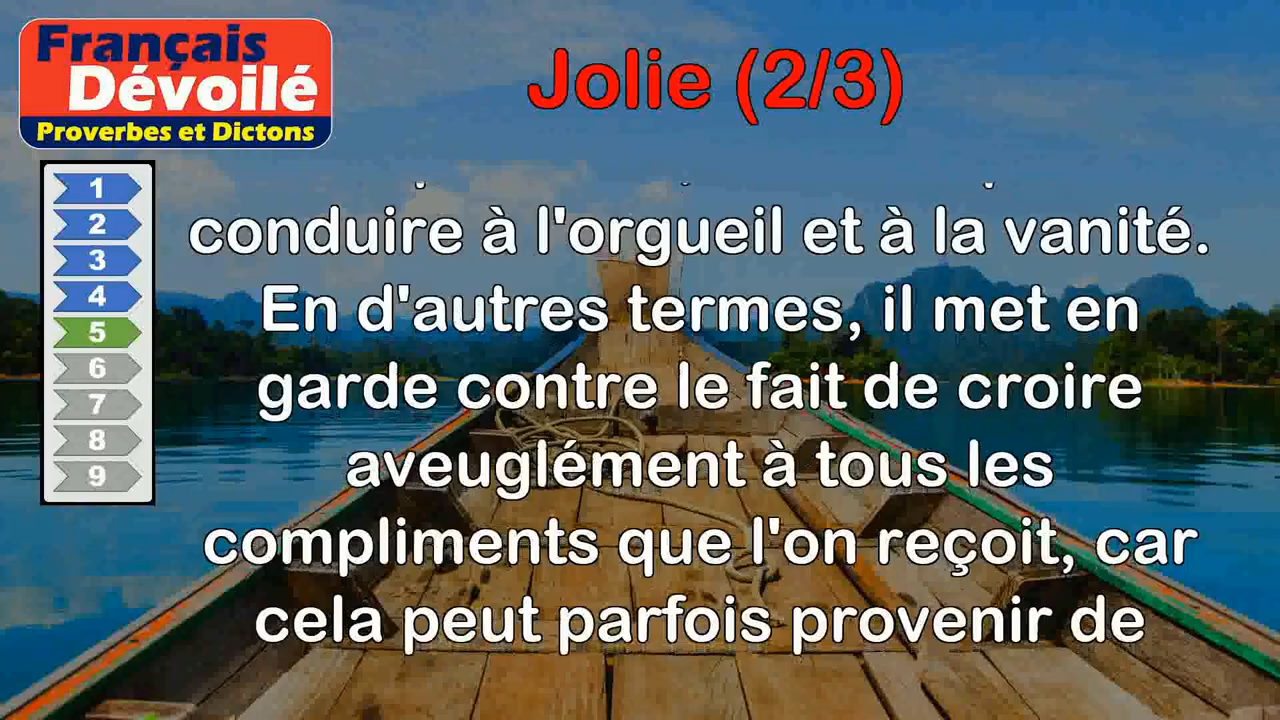 Français
Dévoilé
Proverbes et Dictons
Jolie (2/3)
1
2
3
4
5
6
7
8
9
conduire à l'orgueil et à la vanité.
En d'autres termes, il met en
garde contre le fait de croire
aveuglément à tous les
compliments que l'on reçoit, car
cela peut parfois provenir de